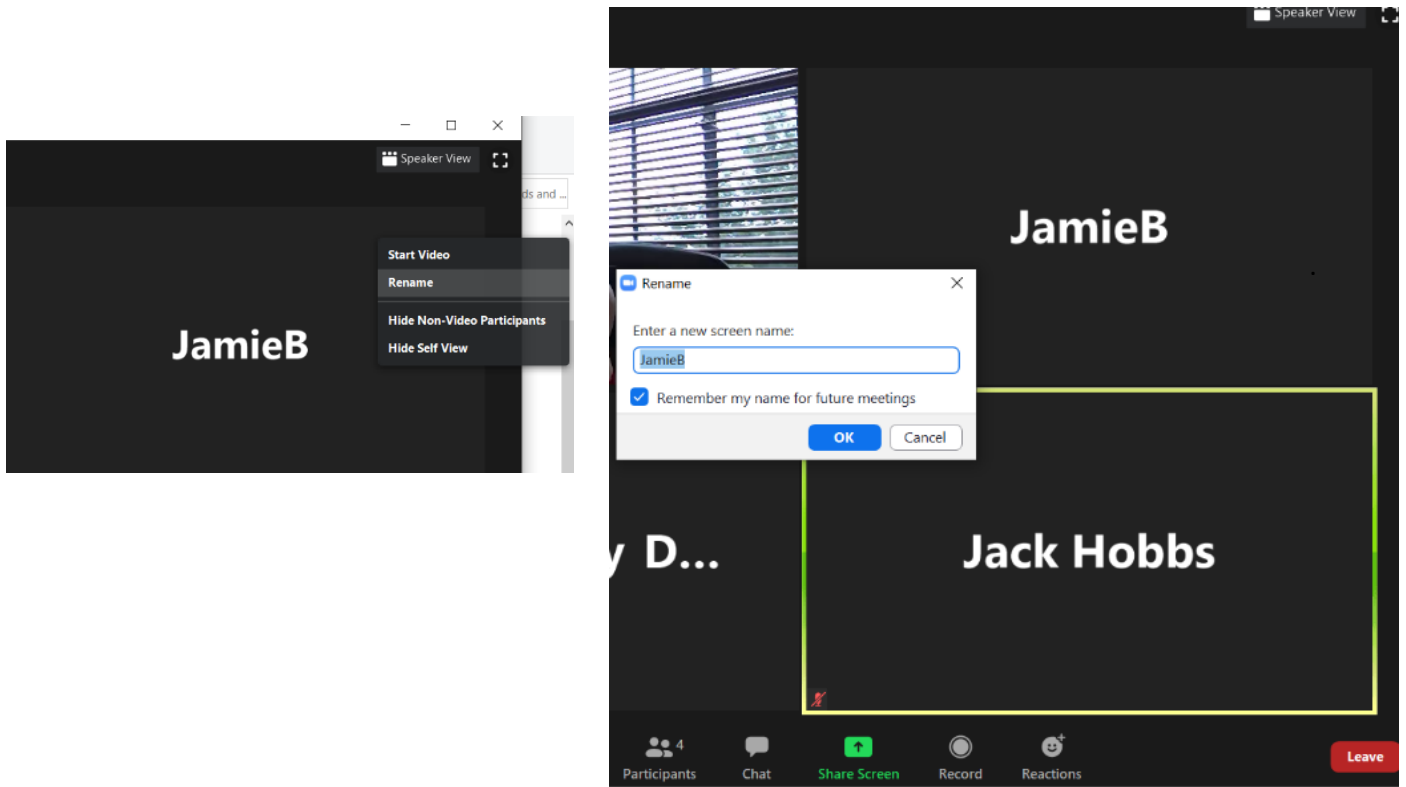 Speaker View
ds and ...
Start Video
Rename
Hide Non-Video Participants
Hide Self View
JamieB
Speaker View
JamieB
Rename
Enter a new screen name:
JamieB
Remember my name for future meetings
OK Cancel
y D...
Jack Hobbs
4
Participants Chat Share Screen Record Reactions Leave